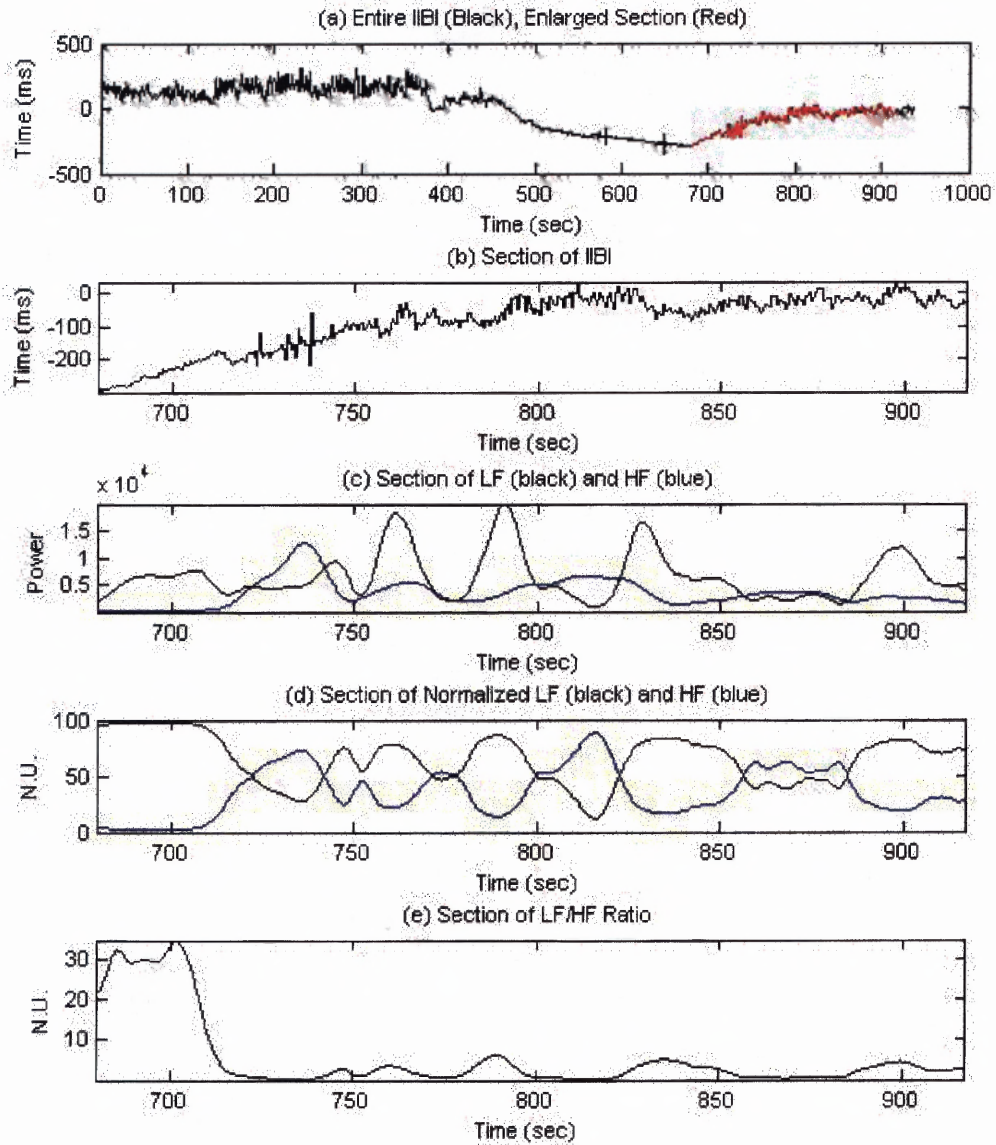 (a) Entire IIBI (Black), Enlarged Section (Red)
500
0
-500
Time (ms)
0 100 200 300 400 500 600 700 800 900 1000
Time (sec)
(b) Section of IIBI
0
-100
-200
Time (ms)
700 750 800 850 900
Time (sec)
x 10
(c) Section of LF (black) and HF (blue)
1.5
1
0.5
Power
700 750 800 850 900
Time (sec)
(d) Section of Normalized LF (black) and HF (blue)
100
50
0
N.U.
700 750 800 850 900
Time (sec)
(e) Section of LF/HF Ratio
30
20
10
N.U.
700 750 800 850 900
Time (sec)